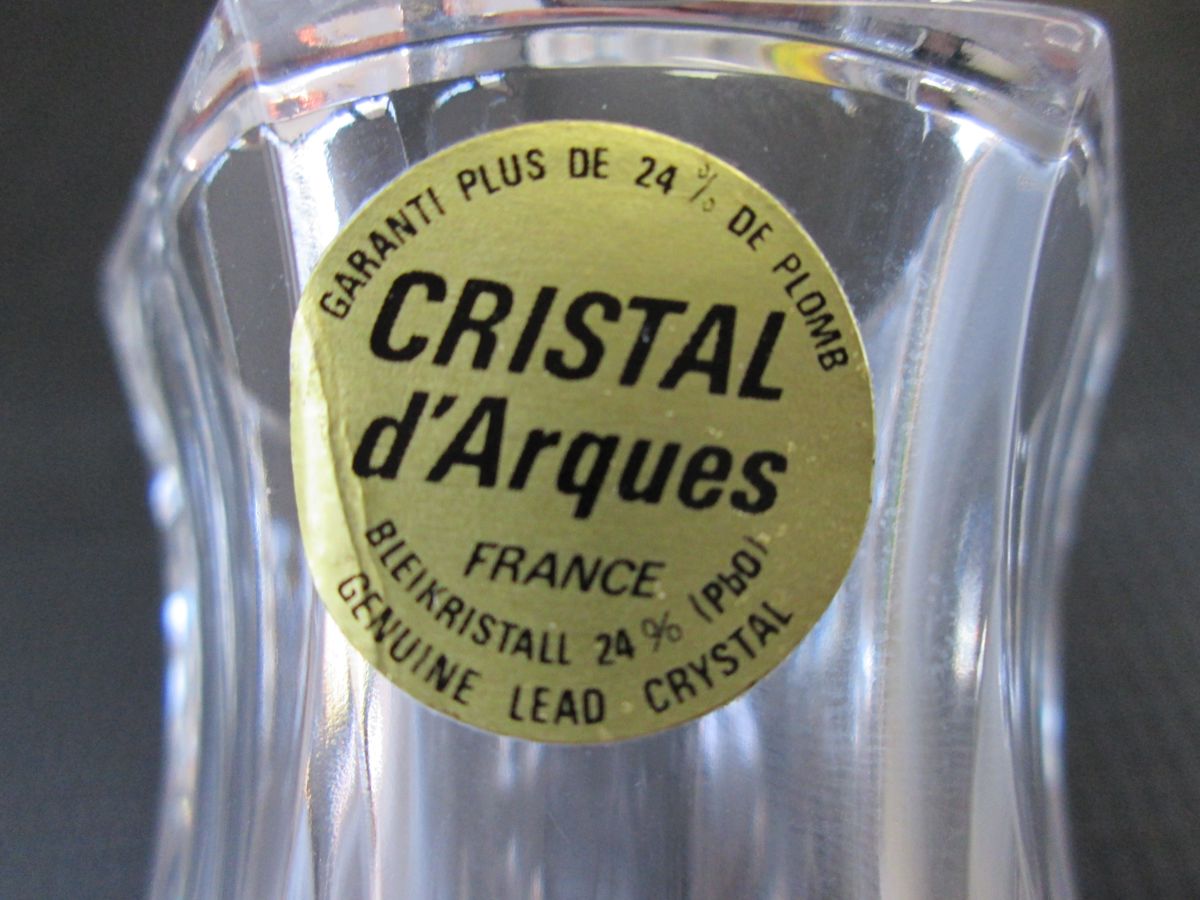 GARANTI PLUS DE 24 % DE PLOMB
CRISTAL
d'Arques
FRANCE
BLEIKRISTALL 24 % (PbO)
GENUINE LEAD CRYSTAL